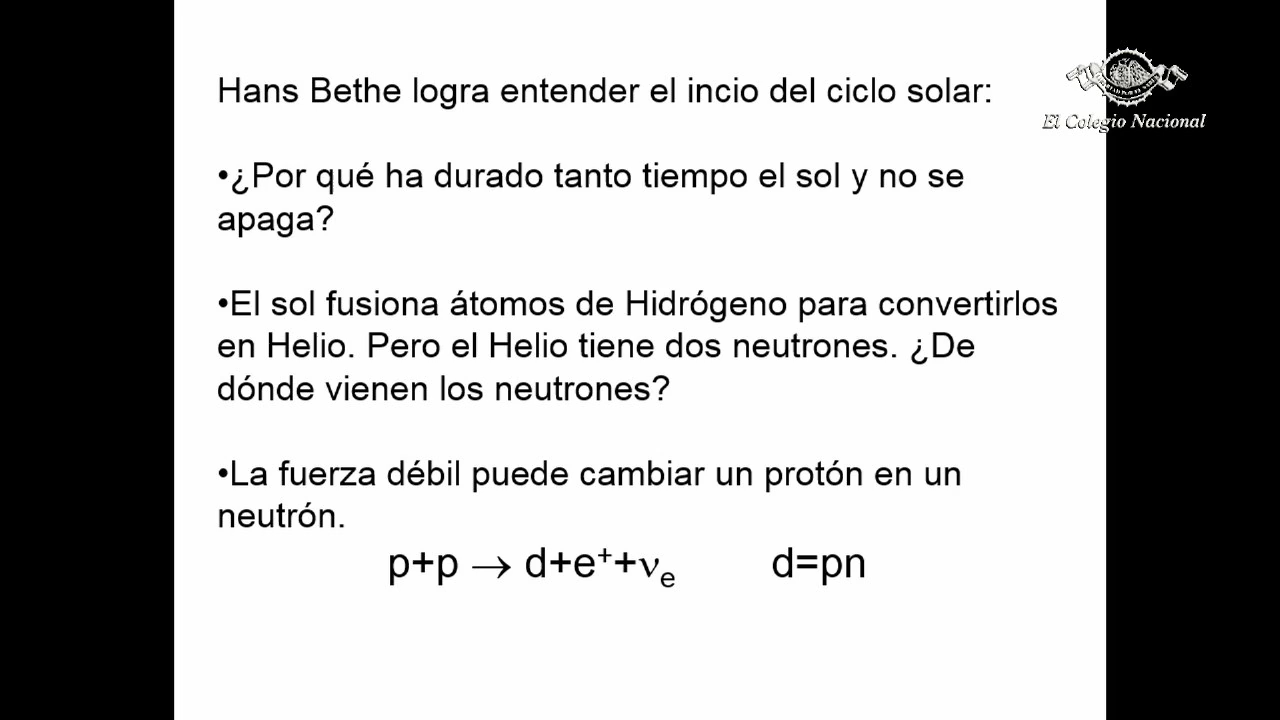 Hans Bethe logra entender el incio del ciclo solar:
•¿Por qué ha durado tanto tiempo el sol y no se
apaga?
•El sol fusiona átomos de Hidrógeno para convertirlos
en Helio. Pero el Helio tiene dos neutrones. ¿De
dónde vienen los neutrones?
•La fuerza débil puede cambiar un protón en un
neutrón.
p+p → d+e⁺+νₑ d=pn
El Colegio Nacional